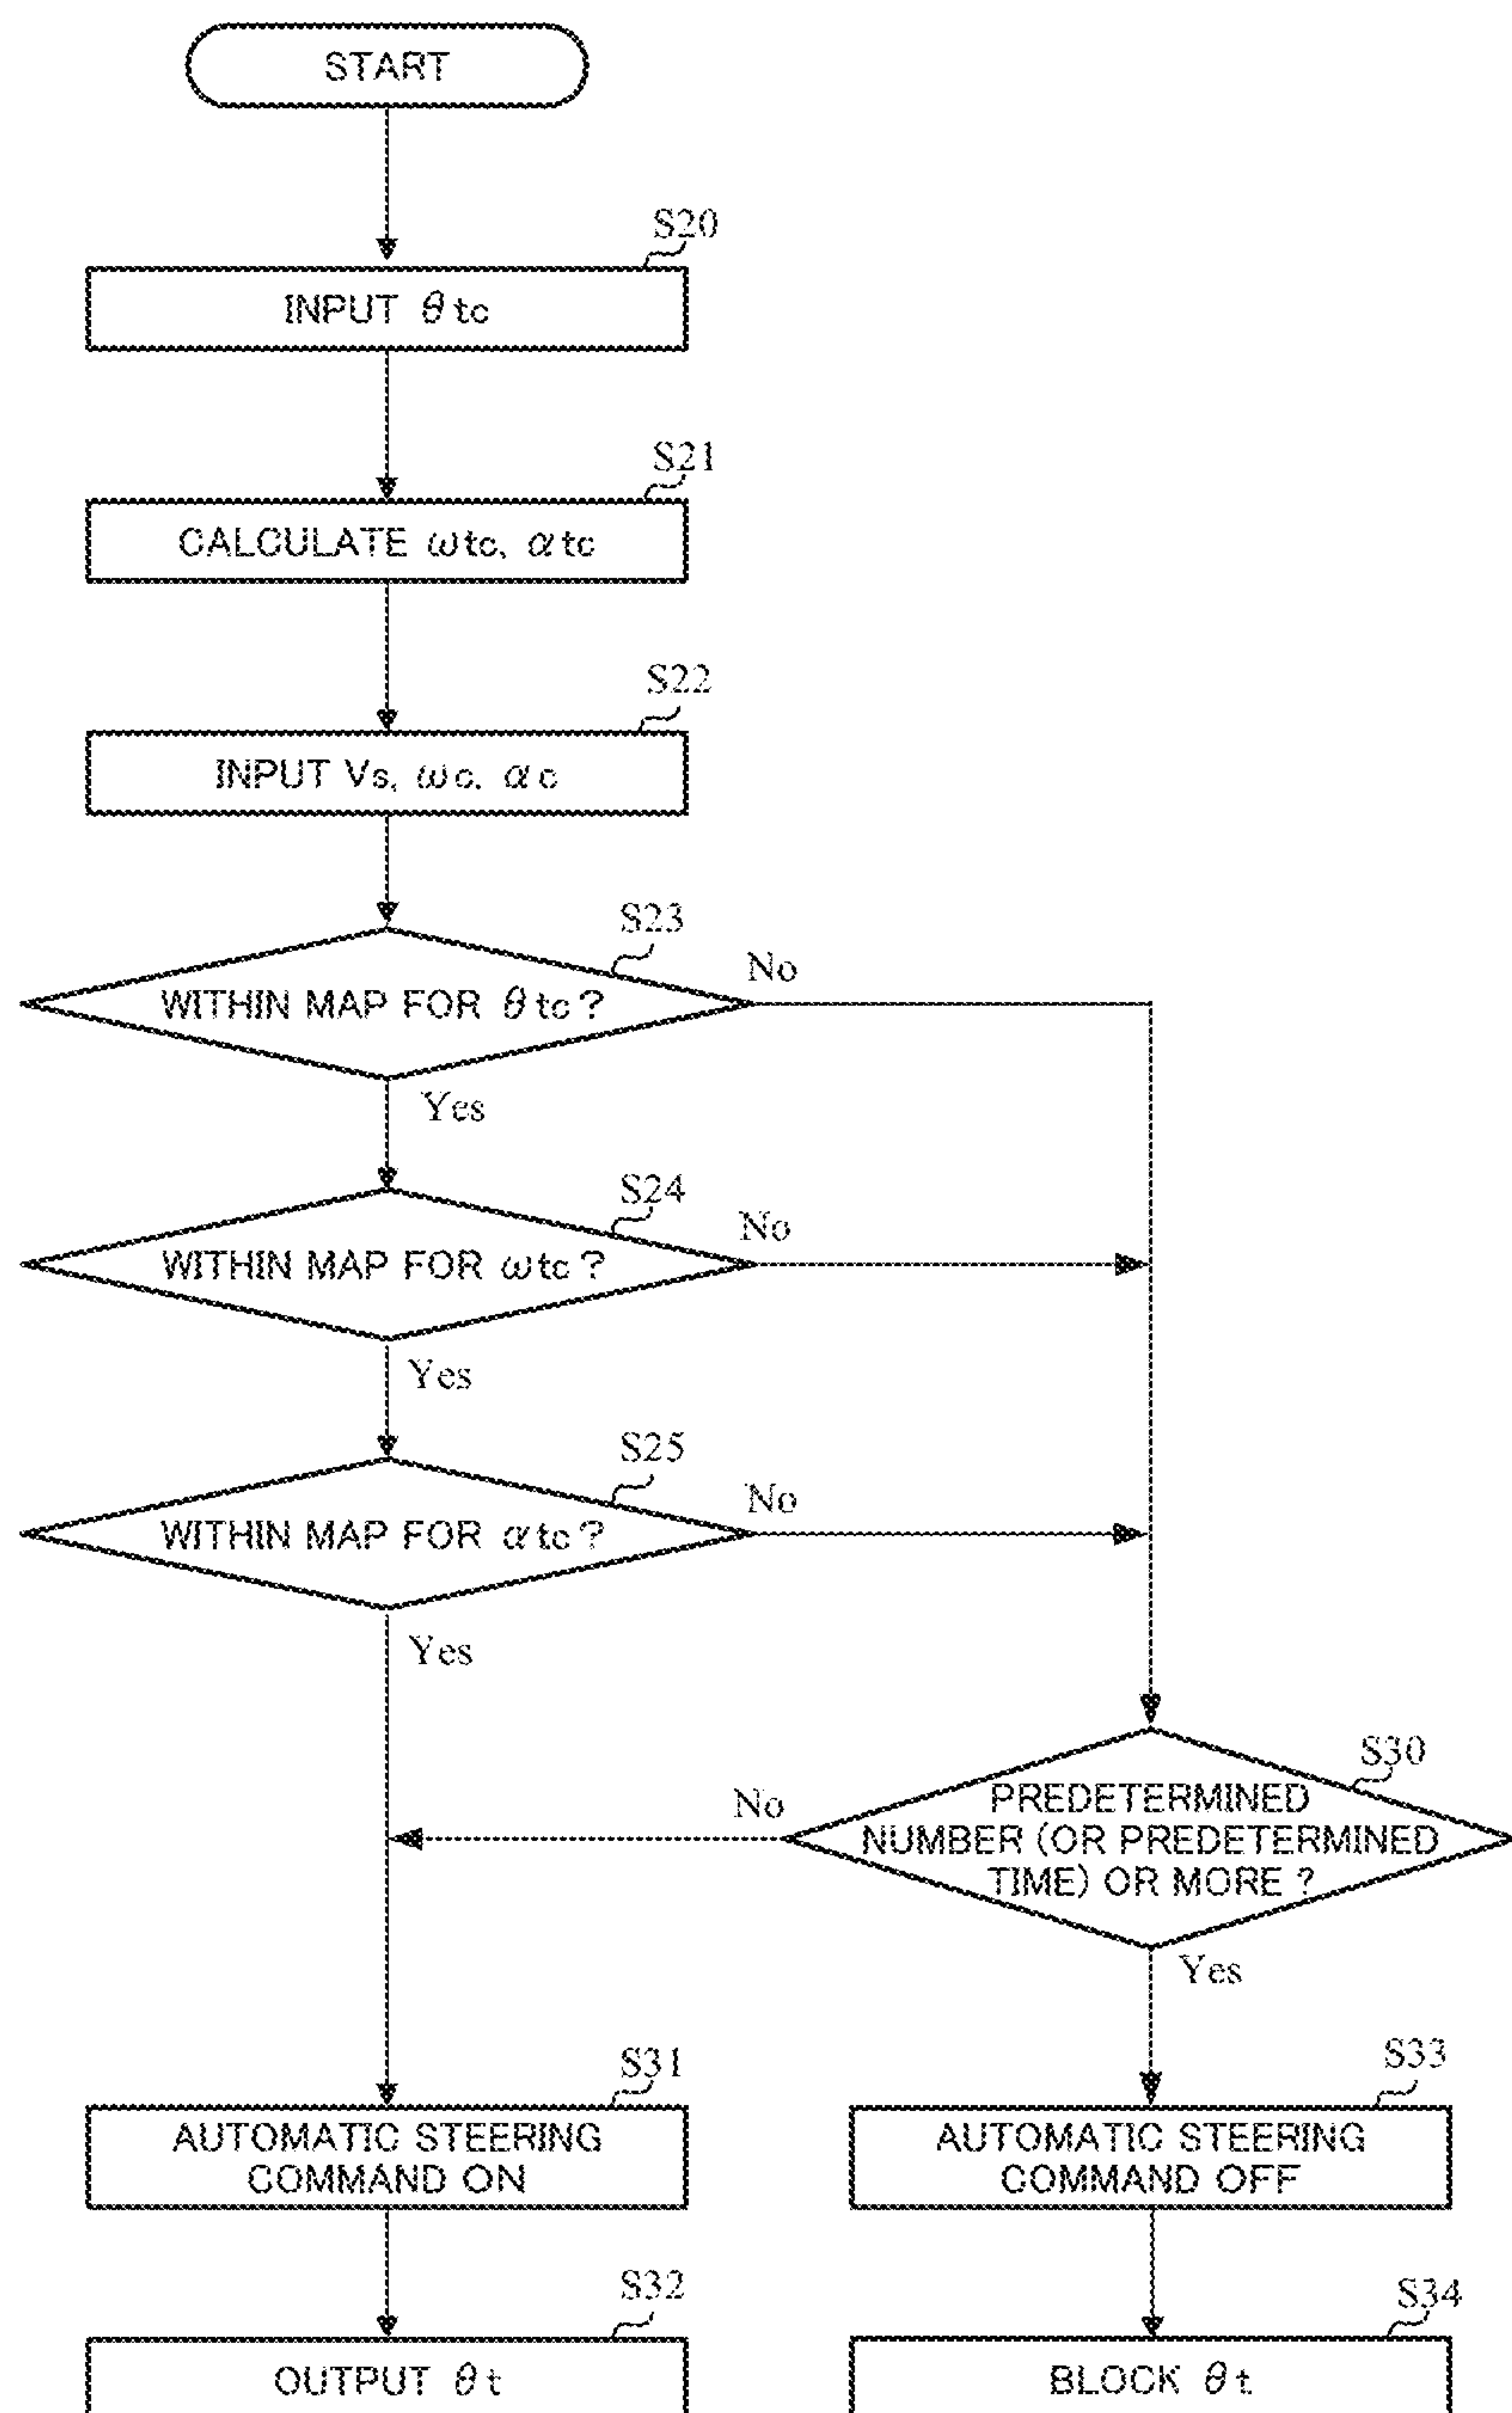 START
S20
INPUT θtc
S21
CALCULATE ωtc, αtc
S22
INPUT Vs, ωc, αc
S23
WITHIN MAP FOR θtc?
No
Yes
S24
WITHIN MAP FOR ωtc?
No
Yes
S25
WITHIN MAP FOR αtc?
No
Yes
S30
PREDETERMINED
NUMBER (OR PREDETERMINED
TIME) OR MORE?
No
Yes
S31
AUTOMATIC STEERING
COMMAND ON
S33
AUTOMATIC STEERING
COMMAND OFF
S32
OUTPUT θt
S34
BLOCK θt